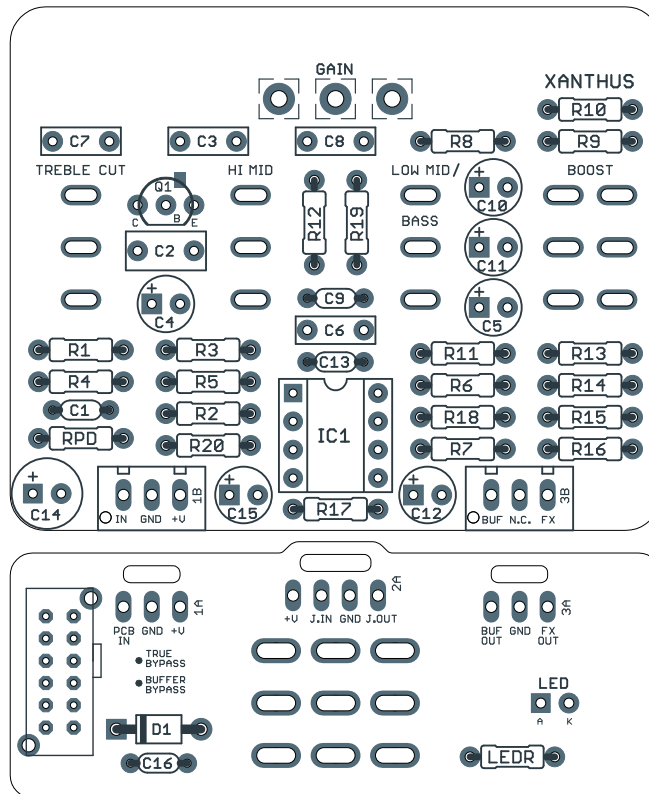 GAIN
XANTHUS
R10
C7
C3
C8
R8
R9
TREBLE CUT
HI MID
LOW MID/
BASS
BOOST
Q1
C
B
E
R12
R19
+
C10
C2
+
C11
+
C4
C9
+
C5
C6
R1
R3
R11
R13
C13
R4
R5
R6
R14
C1
R2
R18
R15
RPD
R20
IC1
R7
R16
+
C14
IN
GND
+V
1B
+
C15
R17
+
C12
BUF
N.C.
FX
3B
PCB
IN
GND
+V
1A
+V
J.IN
GND
J.OUT
2A
BUF
OUT
GND
FX
OUT
3A
TRUE
BYPASS
BUFFER
BYPASS
LED
A
K
D1
C16
LEDR